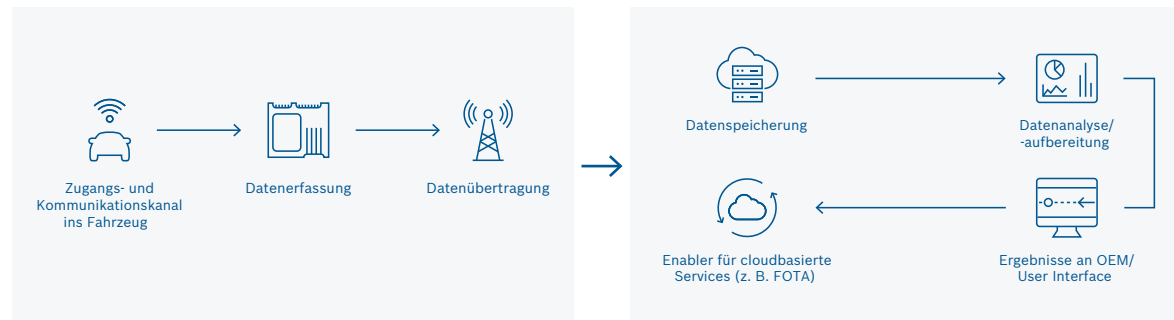 Zugangs- und
Kommunikationskanal
ins Fahrzeug
Datenerfassung
Datenübertragung
Datenspeicherung
Datenanalyse/
-aufbereitung
Enabler für cloudbasierte
Services (z. B. FOTA)
Ergebnisse an OEM/
User Interface